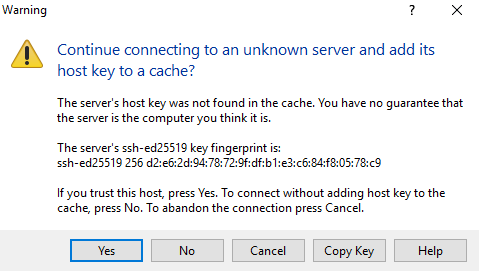 Warning
?
Continue connecting to an unknown server and add its
host key to a cache?
The server's host key was not found in the cache. You have no guarantee that
the server is the computer you think it is.
The server's ssh-ed25519 key fingerprint is:
ssh-ed25519 256 d2:e6:2d:94:78:72:9f:df:b1:e3:c6:84:f8:05:78:c9
If you trust this host, press Yes. To connect without adding host key to the
cache, press No. To abandon the connection press Cancel.
Yes No Cancel Copy Key Help